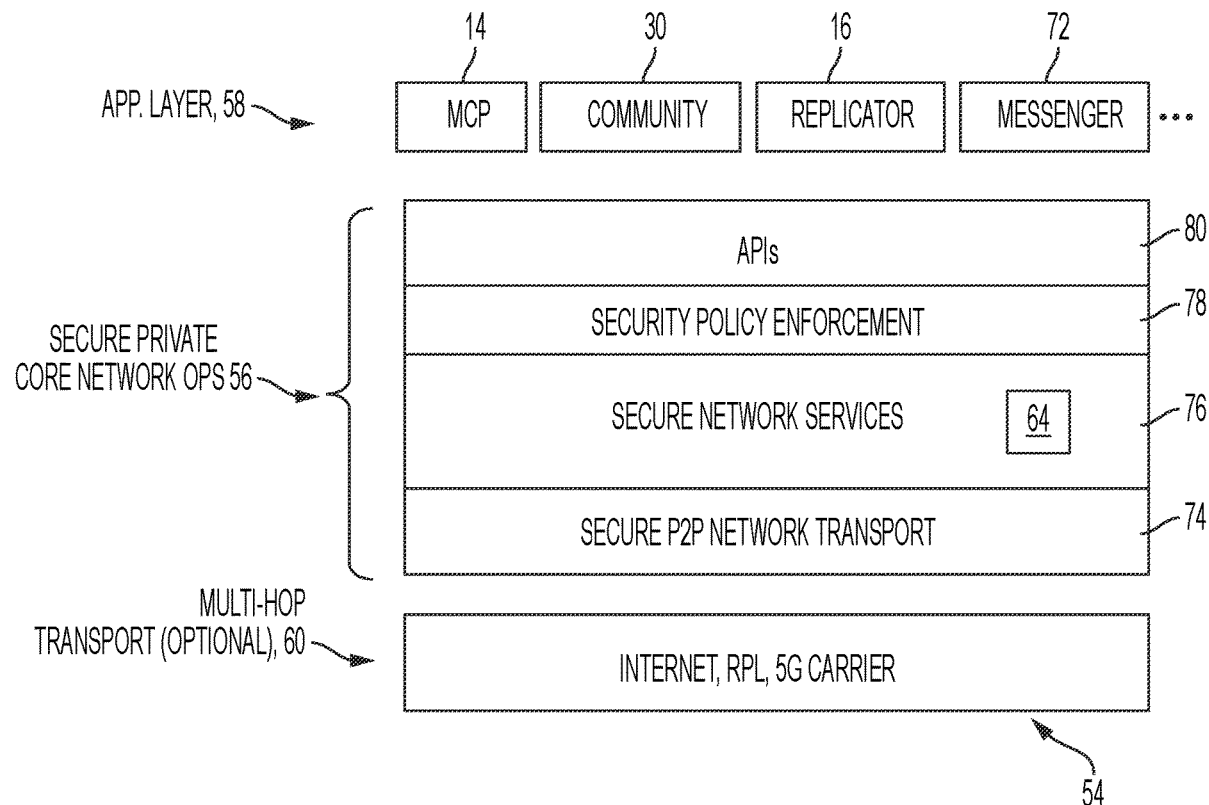 14 30 16 72
APP. LAYER, 58 MCP COMMUNITY REPLICATOR MESSENGER ...
APIs 80
SECURITY POLICY ENFORCEMENT 78
SECURE PRIVATE
CORE NETWORK OPS 56
SECURE NETWORK SERVICES 64 76
SECURE P2P NETWORK TRANSPORT 74
MULTI-HOP
TRANSPORT (OPTIONAL), 60
INTERNET, RPL, 5G CARRIER
54